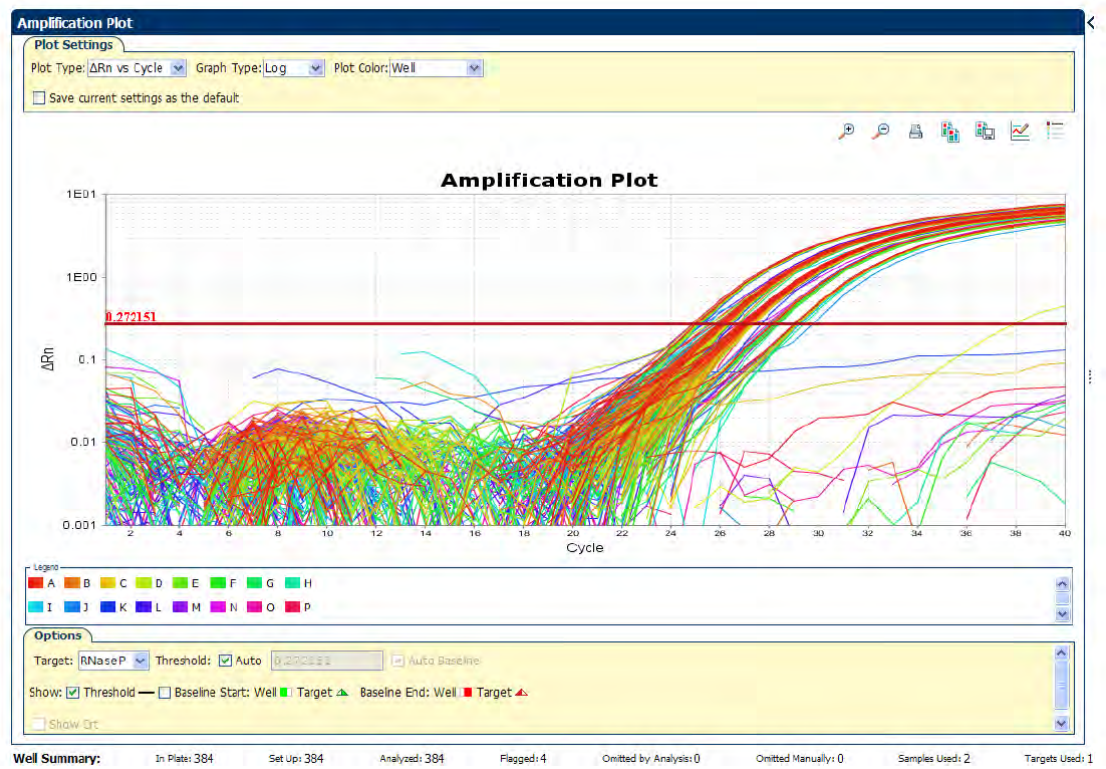 Amplification Plot
Plot Settings
Plot Type: ΔRn vs Cycle Graph Type: Log Plot Color: Well
Save current settings as the default
Amplification Plot
1E01
1E00
0.272151
0.1
0.01
0.001
ΔRn
2 4 6 8 10 12 14 16 18 20 22 24 26 28 30 32 34 36 38 40
Cycle
Legend
A B C D E F G H
I J K L M N O P
Options
Target: RNaseP Threshold: Auto 0.272151 Auto Baseline
Show: Threshold Baseline Start: Well Target Baseline End: Well Target
Show Crt
Well Summary: In Plate: 384 Set Up: 384 Analyzed: 384 Flagged: 4 Omitted by Analysis: 0 Omitted Manually: 0 Samples Used: 2 Targets Used: 1